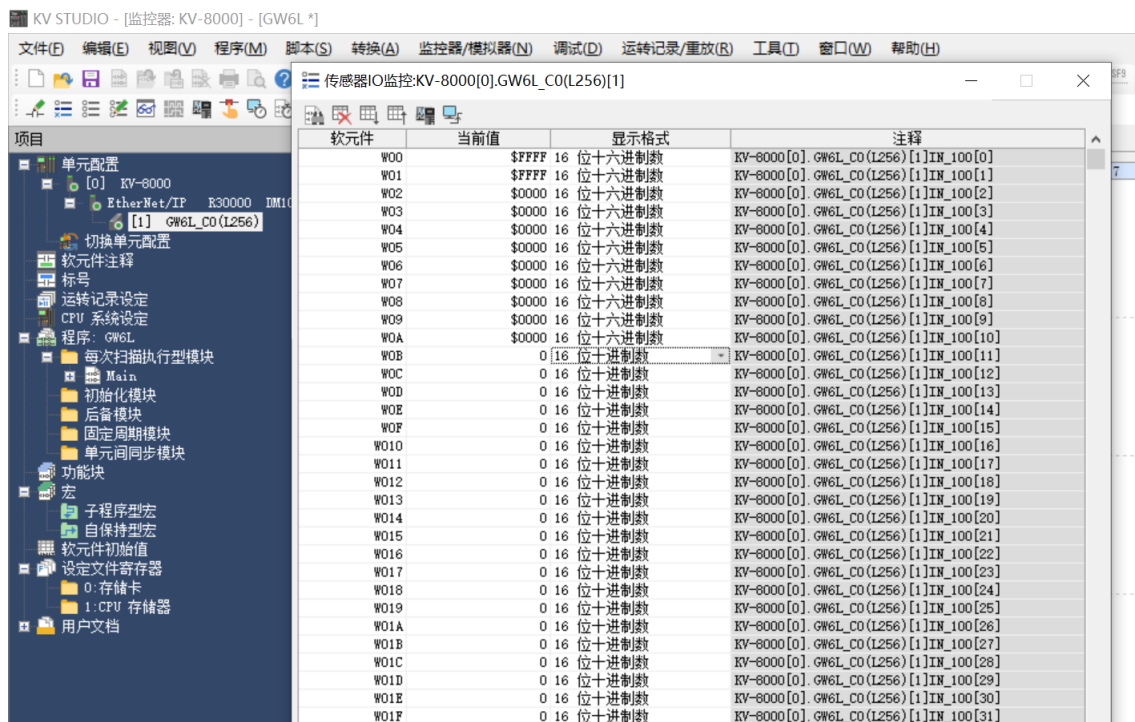 KV STUDIO - [监控器: KV-8000] - [GW6L *]
文件(F) 编辑(E) 视图(V) 程序(M) 脚本(S) 转换(A) 监控器/模拟器(N) 调试(D) 运转记录/重放(R) 工具(T) 窗口(W) 帮助(H)
传感器IO监控:KV-8000[0].GW6L_C0(L256)[1]
SF9
7
项目
单元配置
[0] KV-8000
EtherNet/IP R30000 DM10
[1] GW6L_C0(L256)
切换单元配置
软元件注释
标号
运转记录设定
CPU 系统设定
程序: GW6L
每次扫描执行型模块
Main
初始化模块
后备模块
固定周期模块
单元间同步模块
功能块
宏
子程序型宏
自保持型宏
软元件初始值
设定文件寄存器
0:存储卡
1:CPU 存储器
用户文档
软元件 当前值 显示格式 注释
W00 $FFFF 16 位十六进制数 KV-8000[0].GW6L_C0(L256)[1]IN_100[0]
W01 $FFFF 16 位十六进制数 KV-8000[0].GW6L_C0(L256)[1]IN_100[1]
W02 $0000 16 位十六进制数 KV-8000[0].GW6L_C0(L256)[1]IN_100[2]
W03 $0000 16 位十六进制数 KV-8000[0].GW6L_C0(L256)[1]IN_100[3]
W04 $0000 16 位十六进制数 KV-8000[0].GW6L_C0(L256)[1]IN_100[4]
W05 $0000 16 位十六进制数 KV-8000[0].GW6L_C0(L256)[1]IN_100[5]
W06 $0000 16 位十六进制数 KV-8000[0].GW6L_C0(L256)[1]IN_100[6]
W07 $0000 16 位十六进制数 KV-8000[0].GW6L_C0(L256)[1]IN_100[7]
W08 $0000 16 位十六进制数 KV-8000[0].GW6L_C0(L256)[1]IN_100[8]
W09 $0000 16 位十六进制数 KV-8000[0].GW6L_C0(L256)[1]IN_100[9]
W0A $0000 16 位十六进制数 KV-8000[0].GW6L_C0(L256)[1]IN_100[10]
W0B 0 16 位十进制数 KV-8000[0].GW6L_C0(L256)[1]IN_100[11]
W0C 0 16 位十进制数 KV-8000[0].GW6L_C0(L256)[1]IN_100[12]
W0D 0 16 位十进制数 KV-8000[0].GW6L_C0(L256)[1]IN_100[13]
W0E 0 16 位十进制数 KV-8000[0].GW6L_C0(L256)[1]IN_100[14]
W0F 0 16 位十进制数 KV-8000[0].GW6L_C0(L256)[1]IN_100[15]
W010 0 16 位十进制数 KV-8000[0].GW6L_C0(L256)[1]IN_100[16]
W011 0 16 位十进制数 KV-8000[0].GW6L_C0(L256)[1]IN_100[17]
W012 0 16 位十进制数 KV-8000[0].GW6L_C0(L256)[1]IN_100[18]
W013 0 16 位十进制数 KV-8000[0].GW6L_C0(L256)[1]IN_100[19]
W014 0 16 位十进制数 KV-8000[0].GW6L_C0(L256)[1]IN_100[20]
W015 0 16 位十进制数 KV-8000[0].GW6L_C0(L256)[1]IN_100[21]
W016 0 16 位十进制数 KV-8000[0].GW6L_C0(L256)[1]IN_100[22]
W017 0 16 位十进制数 KV-8000[0].GW6L_C0(L256)[1]IN_100[23]
W018 0 16 位十进制数 KV-8000[0].GW6L_C0(L256)[1]IN_100[24]
W019 0 16 位十进制数 KV-8000[0].GW6L_C0(L256)[1]IN_100[25]
W01A 0 16 位十进制数 KV-8000[0].GW6L_C0(L256)[1]IN_100[26]
W01B 0 16 位十进制数 KV-8000[0].GW6L_C0(L256)[1]IN_100[27]
W01C 0 16 位十进制数 KV-8000[0].GW6L_C0(L256)[1]IN_100[28]
W01D 0 16 位十进制数 KV-8000[0].GW6L_C0(L256)[1]IN_100[29]
W01E 0 16 位十进制数 KV-8000[0].GW6L_C0(L256)[1]IN_100[30]
W01F 0 16 位十进制数 KV-8000[0].GW6L_C0(L256)[1]IN_100[31]